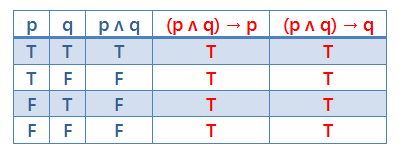 p q p ∧ q (p ∧ q) → p (p ∧ q) → q
T T T T T
T F F T T
F T F T T
F F F T T